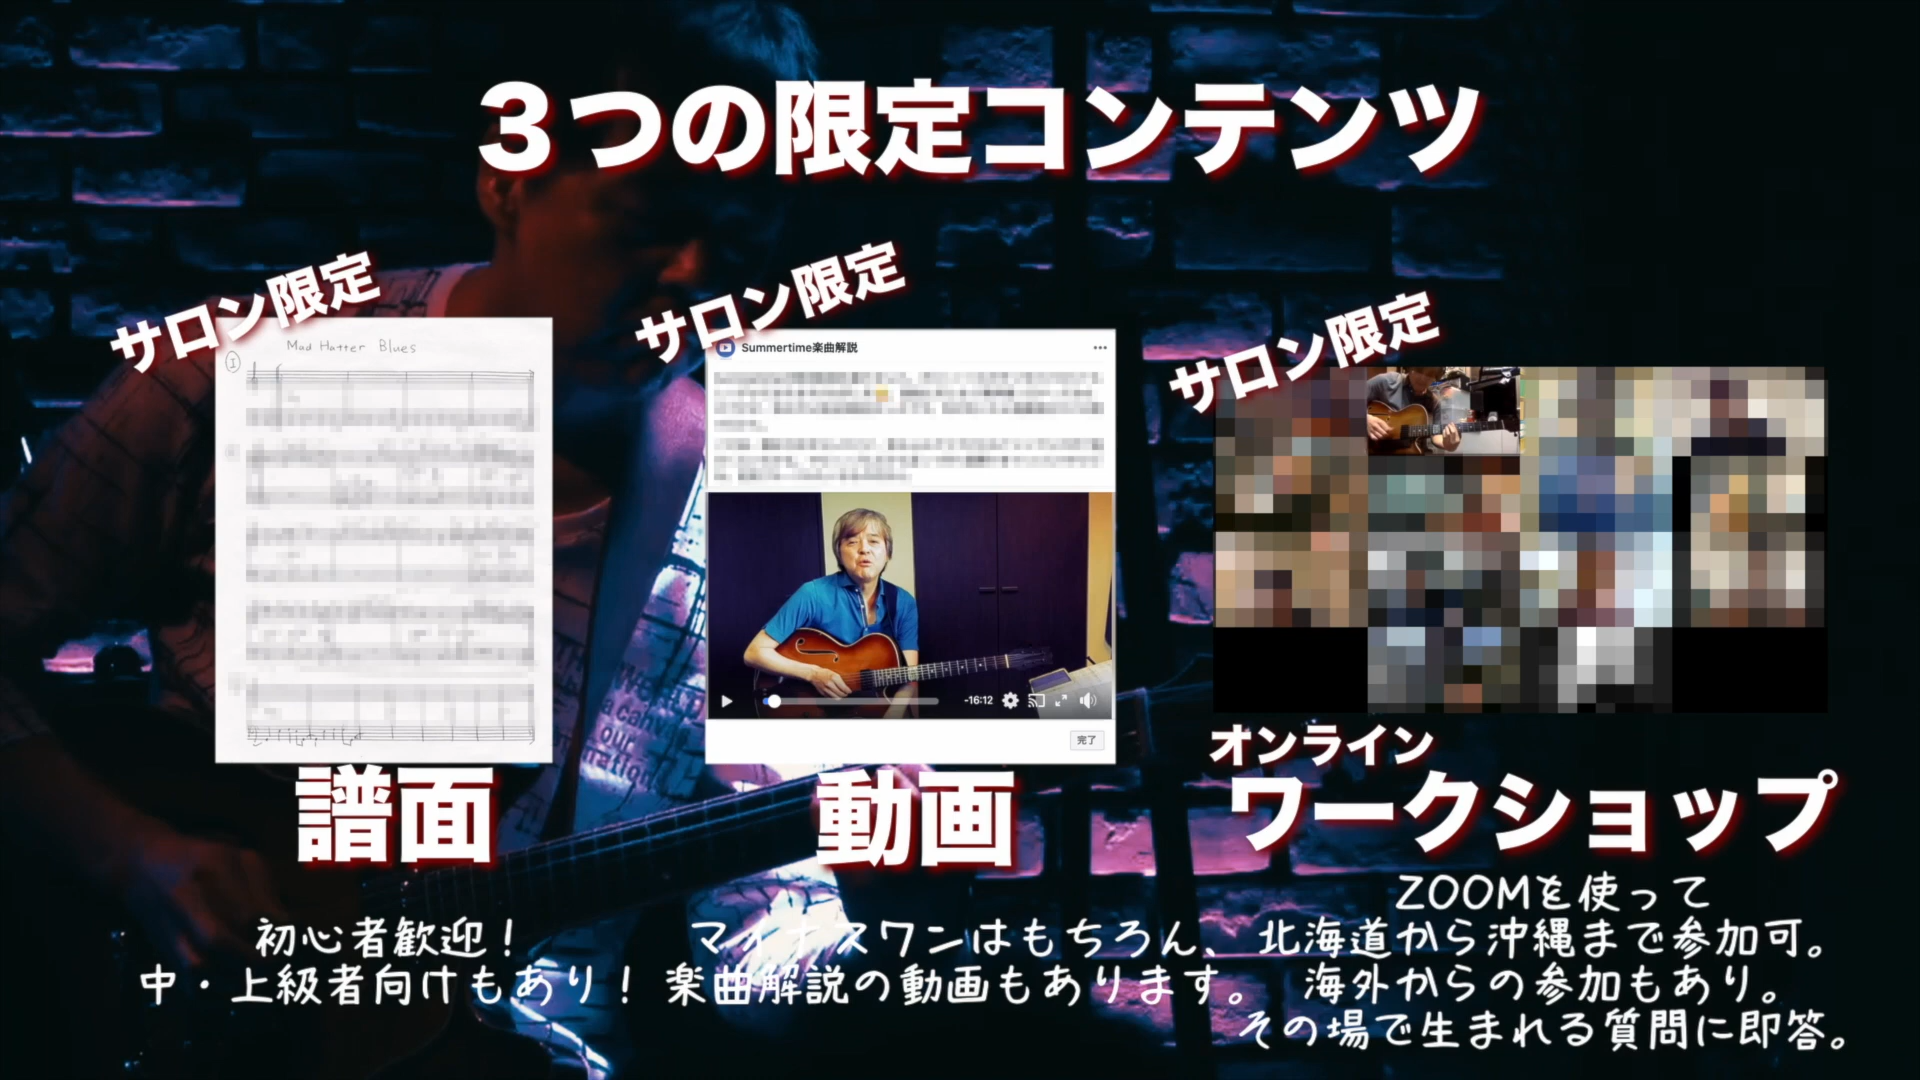 ３つの限定コンテンツ
サロン限定
Mad Hatter Blues
I
譜面
初心者歓迎！
中・上級者向けもあり！
サロン限定
Summertime楽曲解説
-16:12
完了
動画
マイナスワンはもちろん、
楽曲解説の動画もあります。
サロン限定
オンライン
ワークショップ
ZOOMを使って
北海道から沖縄まで参加可。
海外からの参加もあり。
その場で生まれる質問に即答。